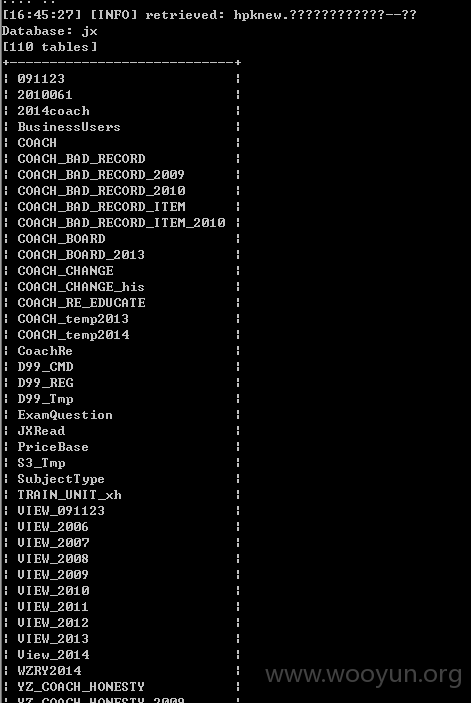 [16:45:27] [INFO] retrieved: hpknew.????????????--??
Database: jx
[110 tables]
+----------------------------+
| 091123 |
| 2010061 |
| 2014coach |
| BusinessUsers |
| COACH |
| COACH_BAD_RECORD |
| COACH_BAD_RECORD_2009 |
| COACH_BAD_RECORD_2010 |
| COACH_BAD_RECORD_ITEM |
| COACH_BAD_RECORD_ITEM_2010 |
| COACH_BOARD |
| COACH_BOARD_2013 |
| COACH_CHANGE |
| COACH_CHANGE_his |
| COACH_RE_EDUCATE |
| COACH_temp2013 |
| COACH_temp2014 |
| CoachRe |
| D99_CMD |
| D99_REG |
| D99_Tmp |
| ExamQuestion |
| JXRead |
| PriceBase |
| S3_Tmp |
| SubjectType |
| TRAIN_UNIT_xh |
| VIEW_091123 |
| VIEW_2006 |
| VIEW_2007 |
| VIEW_2008 |
| VIEW_2009 |
| VIEW_2010 |
| VIEW_2011 |
| VIEW_2012 |
| VIEW_2013 |
| View_2014 |
| WZRY2014 |
| YZ_COACH_HONESTY |
| YZ_COACH_HONESTY_2009 |
www.wooyun.org